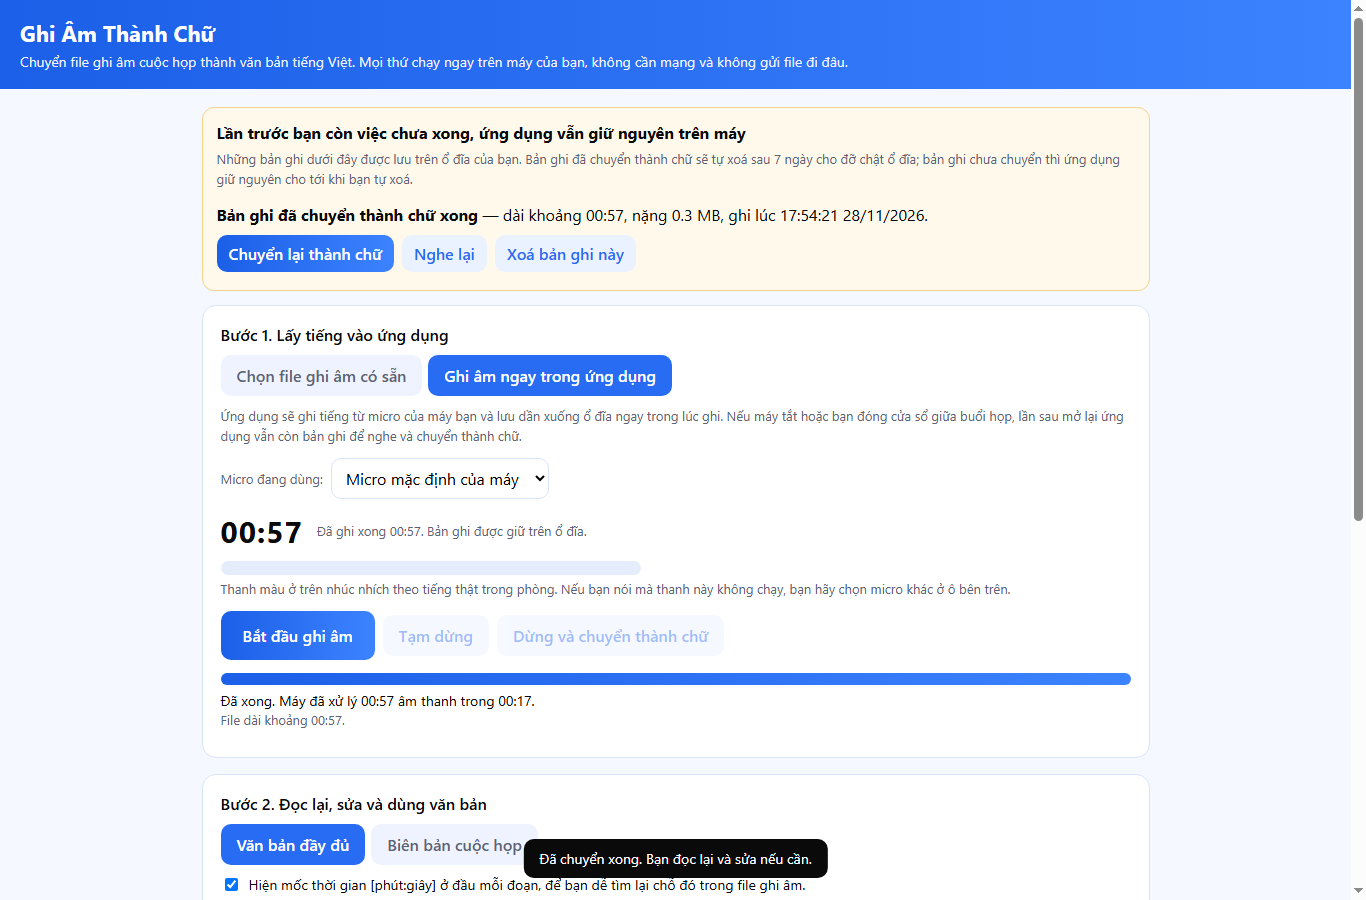 Ghi Âm Thành Chữ
Chuyển file ghi âm cuộc họp thành văn bản tiếng Việt. Mọi thứ chạy ngay trên máy của bạn, không cần mạng và không gửi file đi đâu.
Lần trước bạn còn việc chưa xong, ứng dụng vẫn giữ nguyên trên máy
Những bản ghi dưới đây được lưu trên ổ đĩa của bạn. Bản ghi đã chuyển thành chữ sẽ tự xoá sau 7 ngày cho đỡ chật ổ đĩa; bản ghi chưa chuyển thì ứng dụng
giữ nguyên cho tới khi bạn tự xoá.
Bản ghi đã chuyển thành chữ xong — dài khoảng 00:57, nặng 0.3 MB, ghi lúc 17:54:21 28/11/2026.
Chuyển lại thành chữ Nghe lại Xoá bản ghi này
Bước 1. Lấy tiếng vào ứng dụng
Chọn file ghi âm có sẵn Ghi âm ngay trong ứng dụng
Ứng dụng sẽ ghi tiếng từ micro của máy bạn và lưu dần xuống ổ đĩa ngay trong lúc ghi. Nếu máy tắt hoặc bạn đóng cửa sổ giữa buổi họp, lần sau mở lại ứng
dụng vẫn còn bản ghi để nghe và chuyển thành chữ.
Micro đang dùng: Micro mặc định của máy
00:57 Đã ghi xong 00:57. Bản ghi được giữ trên ổ đĩa.
Thanh màu ở trên nhúc nhích theo tiếng thật trong phòng. Nếu bạn nói mà thanh này không chạy, bạn hãy chọn micro khác ở ô bên trên.
Bắt đầu ghi âm Tạm dừng Dừng và chuyển thành chữ
Đã xong. Máy đã xử lý 00:57 âm thanh trong 00:17.
File dài khoảng 00:57.
Bước 2. Đọc lại, sửa và dùng văn bản
Văn bản đầy đủ Biên bản cuộc họp
Đã chuyển xong. Bạn đọc lại và sửa nếu cần.
Hiện mốc thời gian [phút:giây] ở đầu mỗi đoạn, để bạn dễ tìm lại chỗ đó trong file ghi âm.